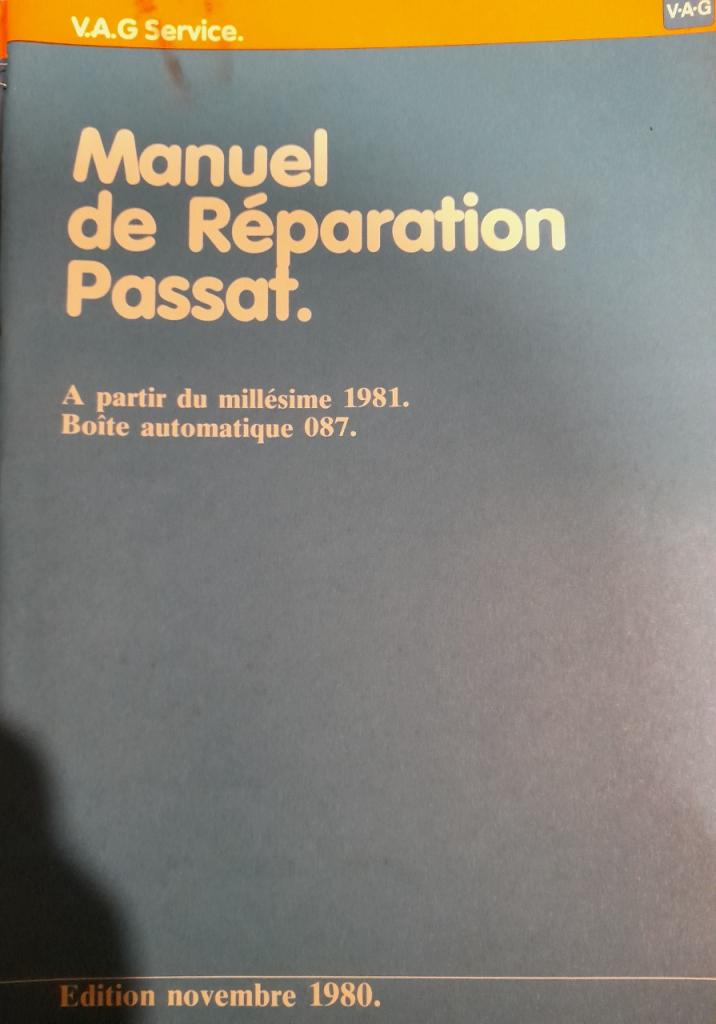 V.A.G Service.
V·A·G
Manuel
de Réparation
Passat.
A partir du millésime 1981.
Boîte automatique 087.
Edition novembre 1980.